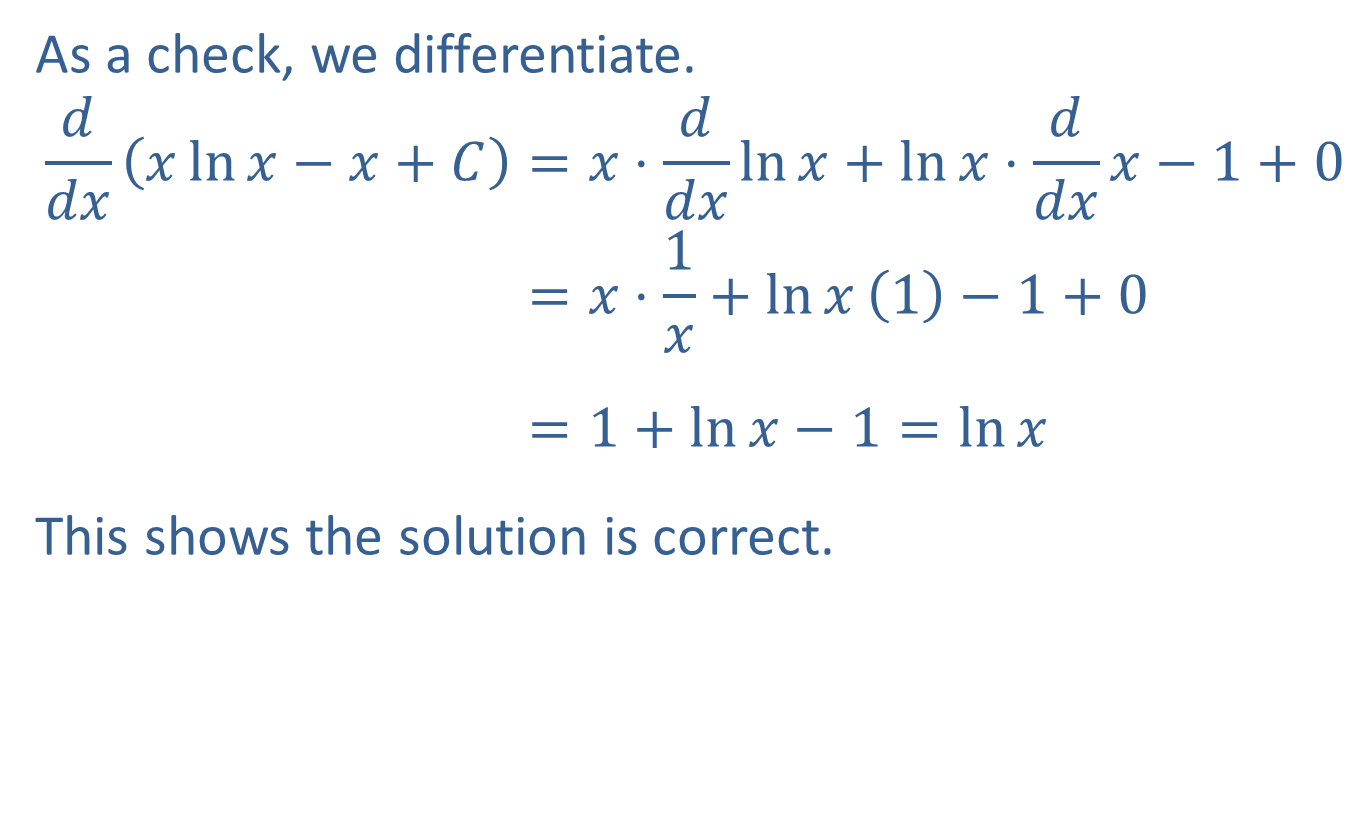 As a check, we differentiate.
d/dx (x ln x − x + C) = x · d/dx ln x + ln x · d/dx x − 1 + 0
= x · 1/x + ln x (1) − 1 + 0
= 1 + ln x − 1 = ln x
This shows the solution is correct.